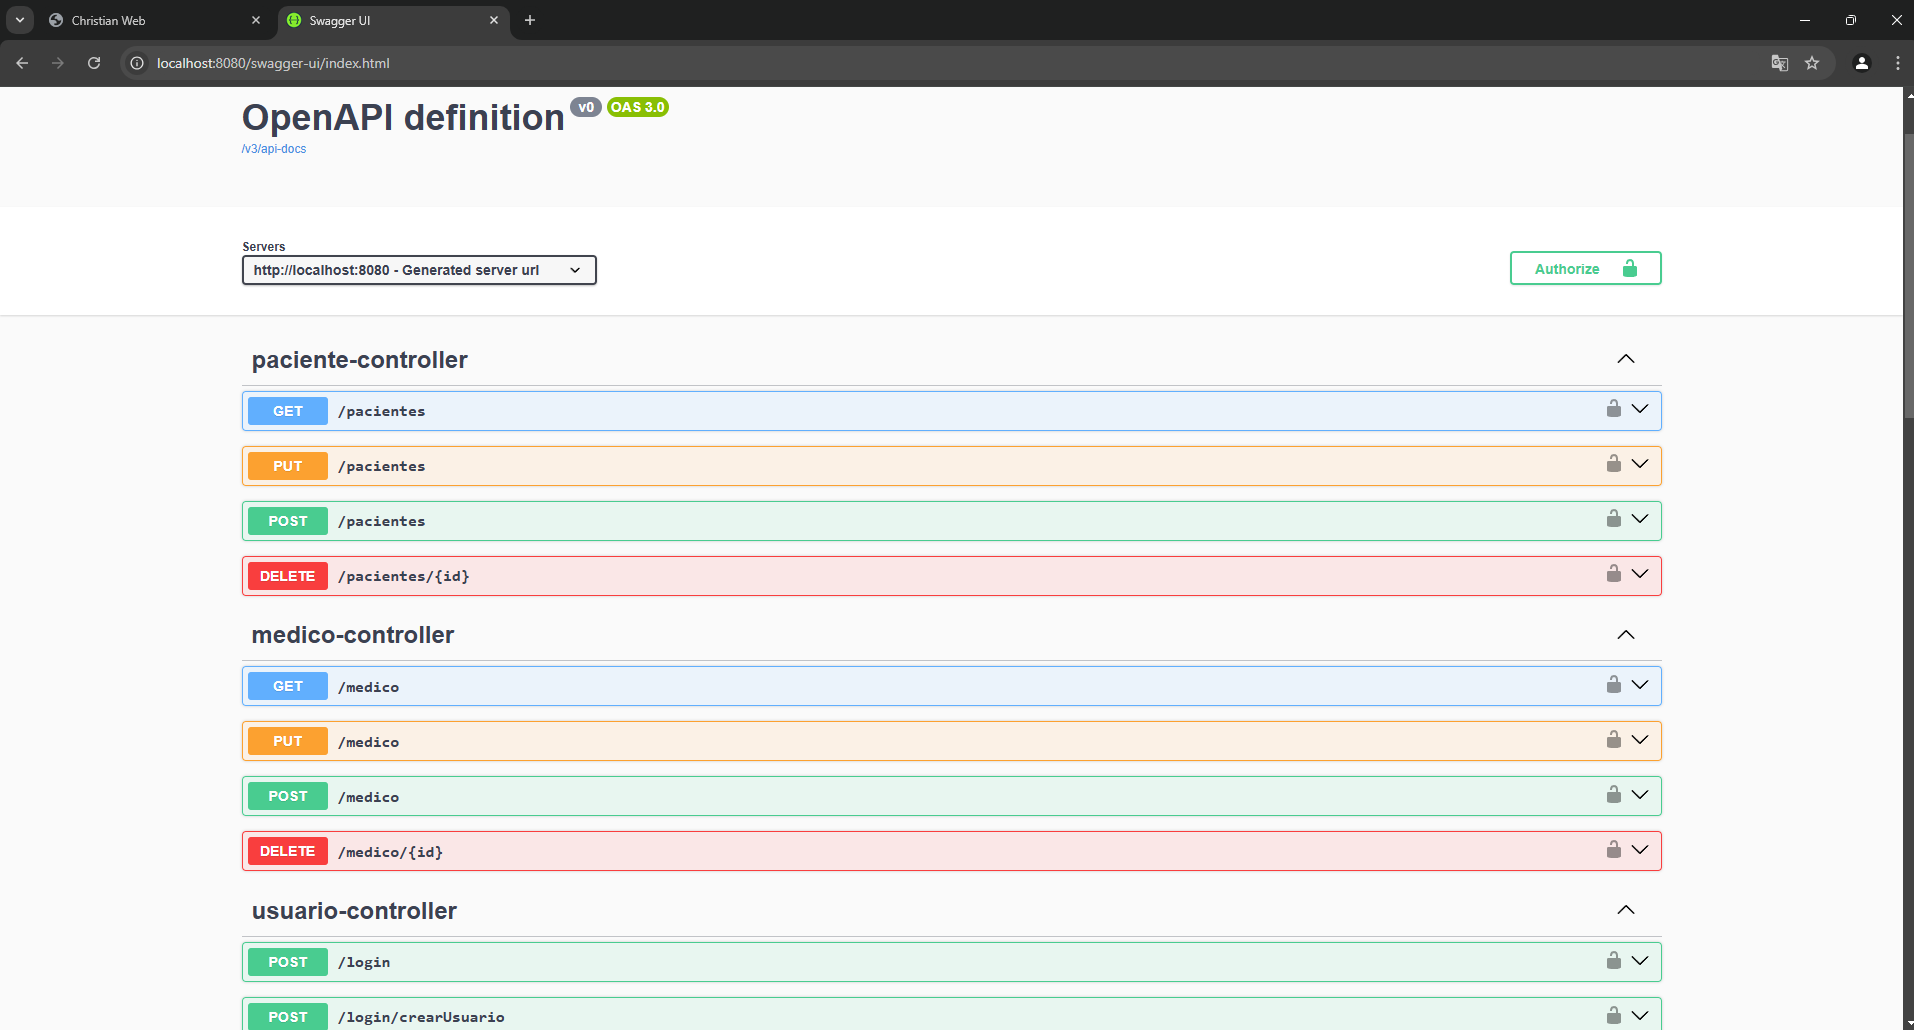 Christian Web
Swagger UI
localhost:8080/swagger-ui/index.html
OpenAPI definition v0 OAS 3.0
/v3/api-docs
Servers
http://localhost:8080 - Generated server url
Authorize
paciente-controller
GET /pacientes
PUT /pacientes
POST /pacientes
DELETE /pacientes/{id}
medico-controller
GET /medico
PUT /medico
POST /medico
DELETE /medico/{id}
usuario-controller
POST /login
POST /login/crearUsuario